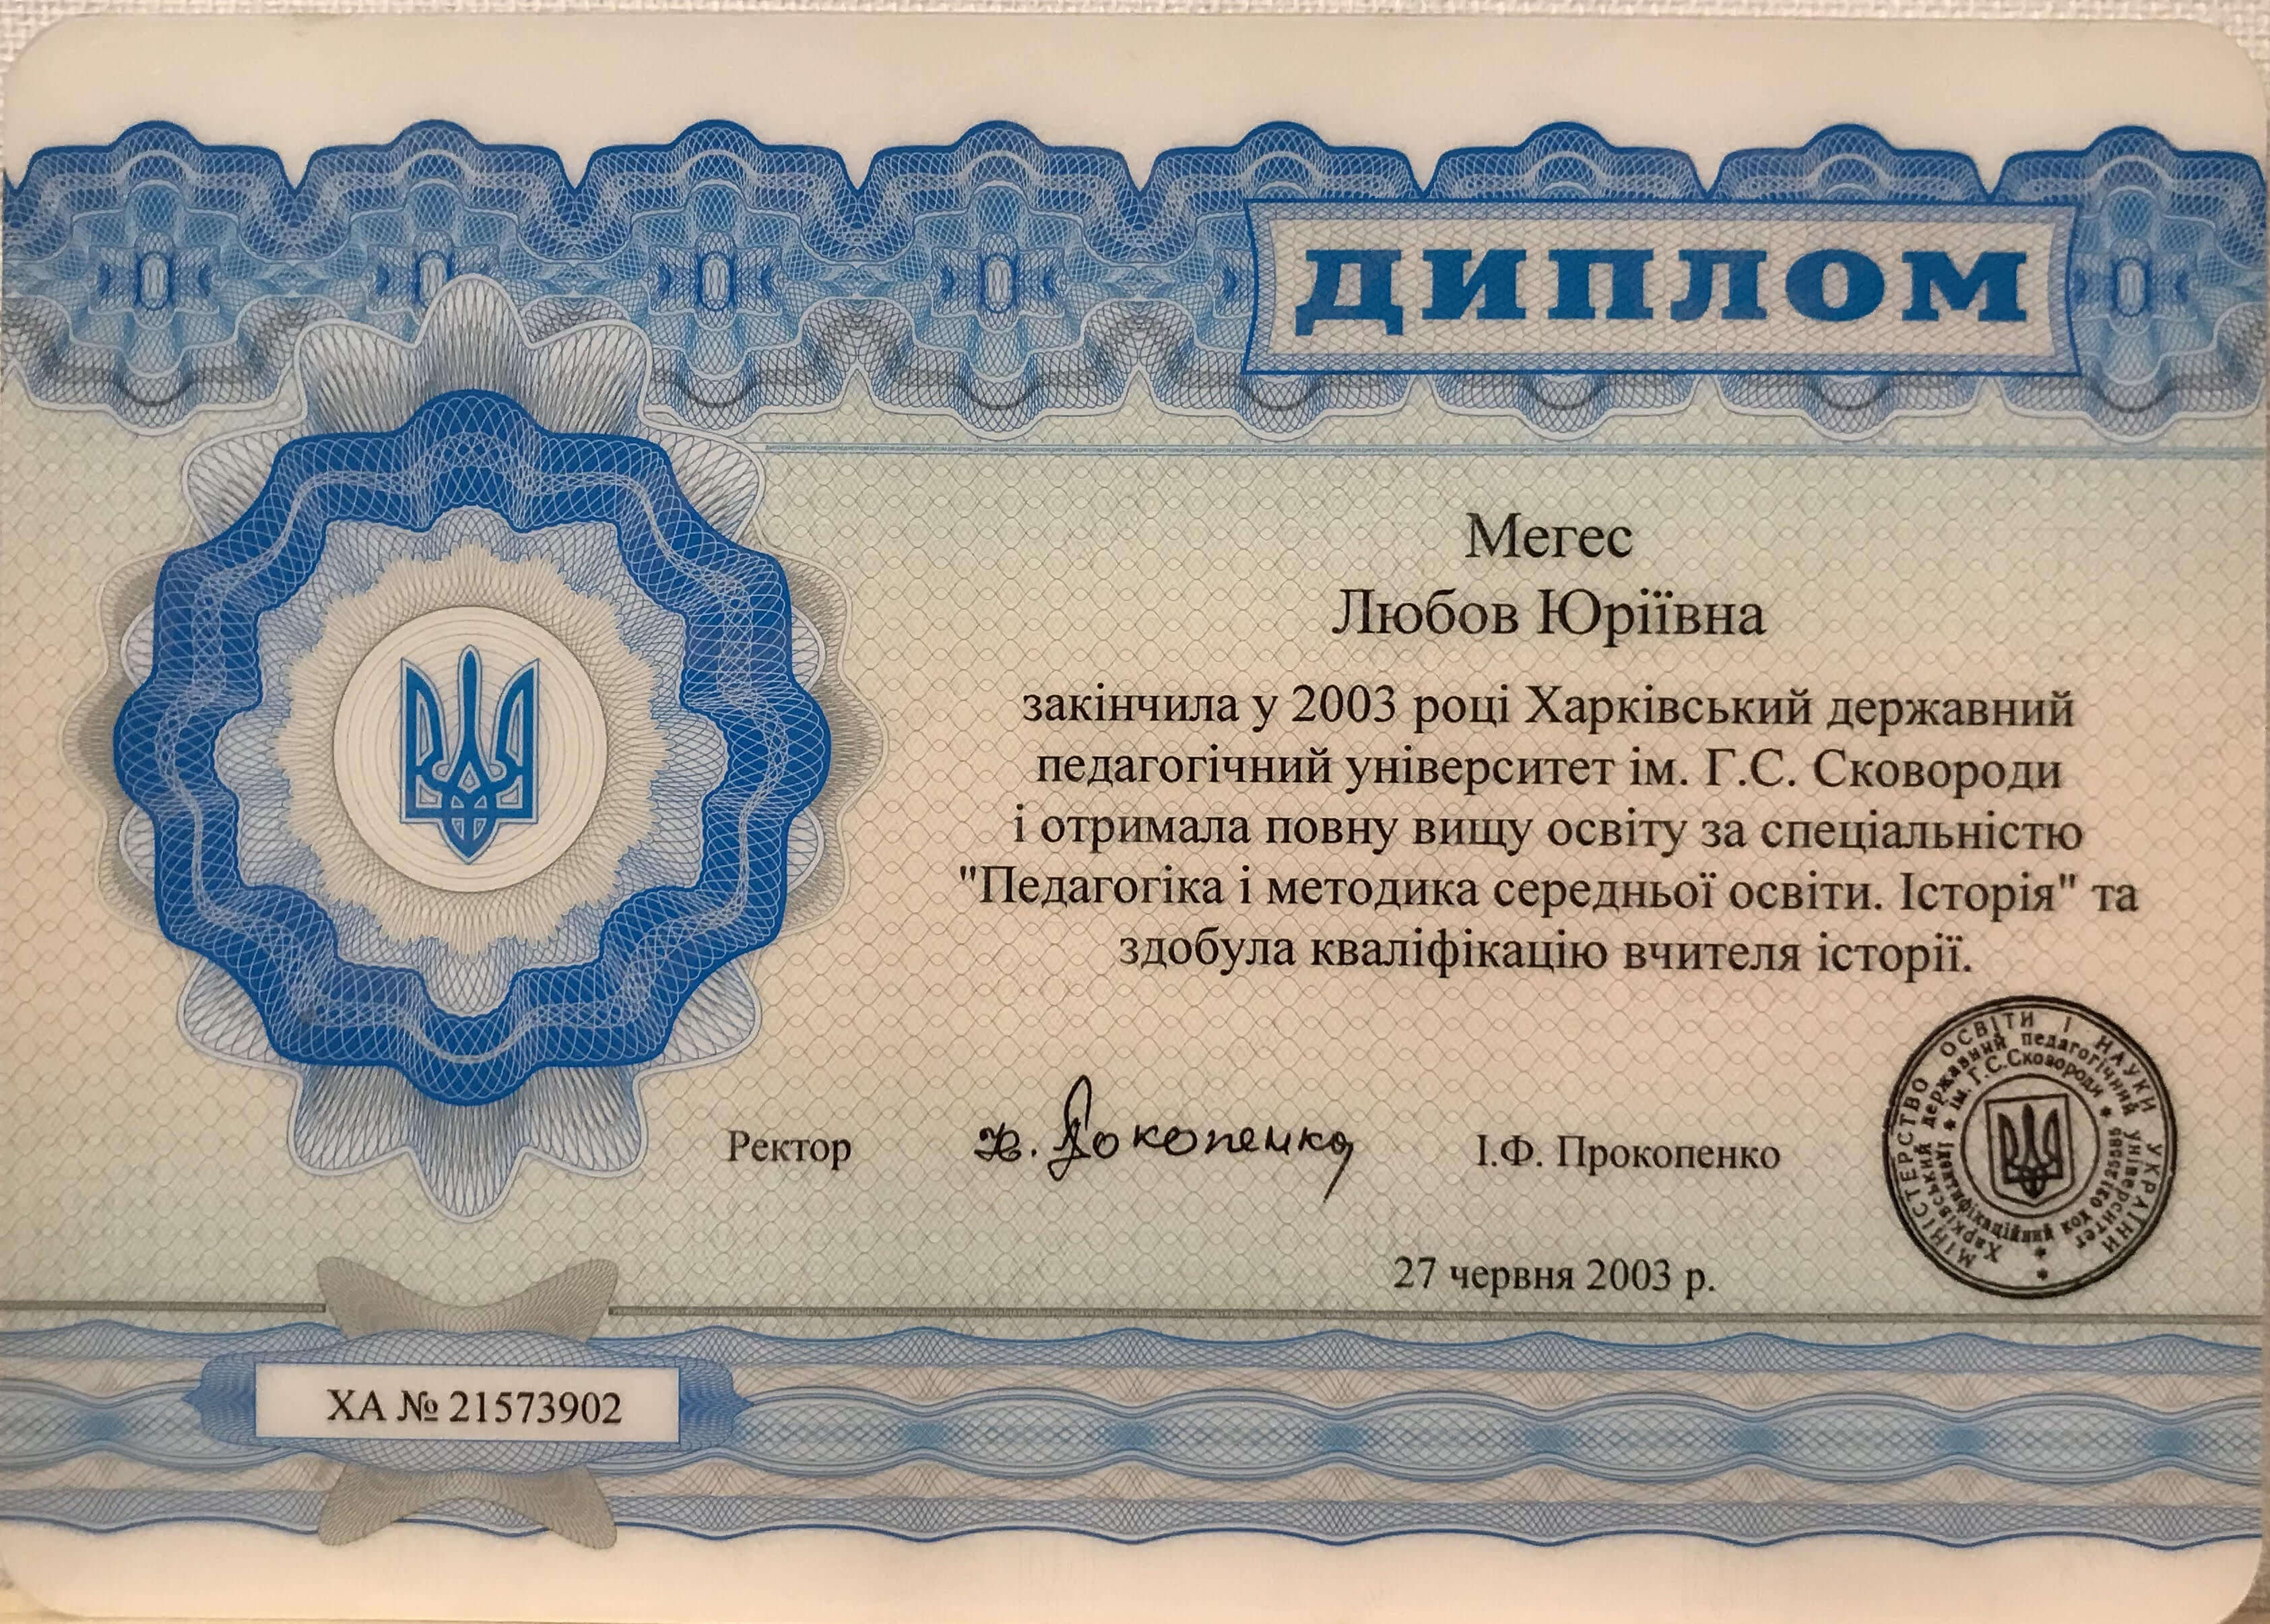 ДИПЛОМ
Мегес
Любов Юріївна
закінчила у 2003 році Харківський державний
педагогічний університет ім. Г.С. Сковороди
і отримала повну вищу освіту за спеціальністю
"Педагогіка і методика середньої освіти. Історія" та
здобула кваліфікацію вчителя історії.
Ректор
І.Ф. Прокопенко
27 червня 2003 р.
МІНІСТЕРСТВО ОСВІТИ І НАУКИ УКРАЇНИ
Харківський державний педагогічний університет
ім. Г.С.Сковороди
Ідентифікаційний код 02125585
ХА № 21573902